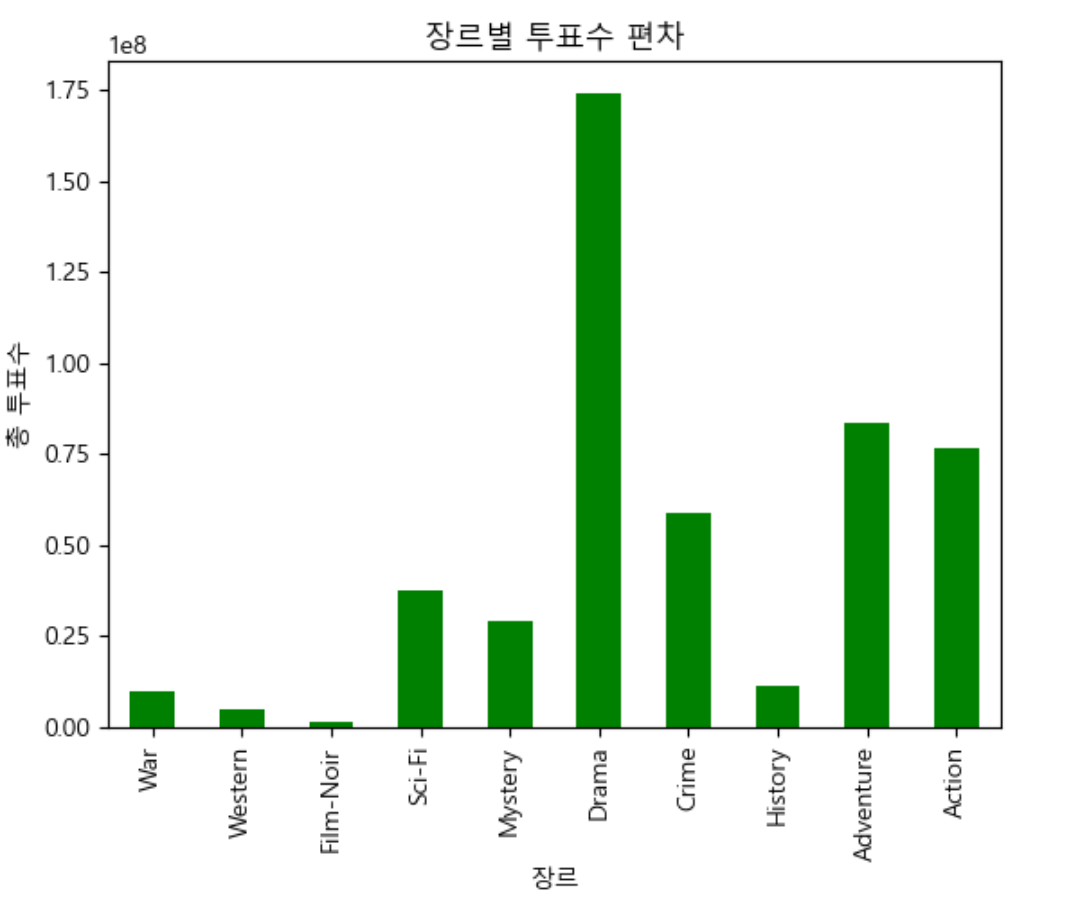 장르별 투표수 편차
1e8
1.75
1.50
1.25
1.00
0.75
0.50
0.25
0.00
총 투표수
War
Western
Film-Noir
Sci-Fi
Mystery
Drama
Crime
History
Adventure
Action
장르